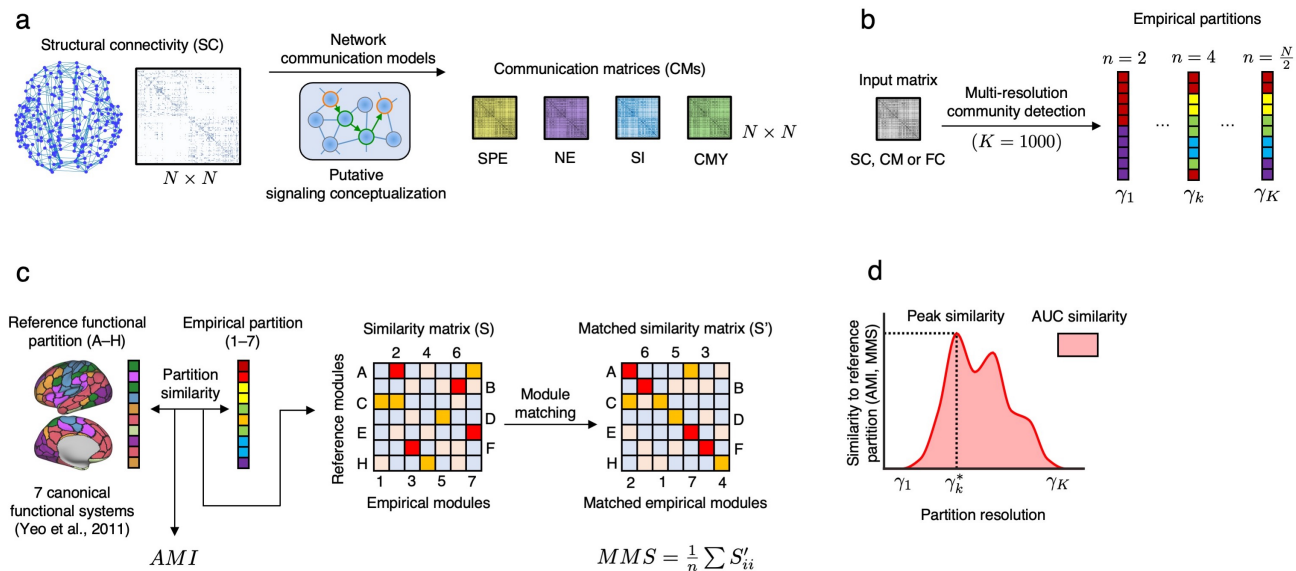 a
Structural connectivity (SC)
N × N
Network
communication models
Putative
signaling conceptualization
Communication matrices (CMs)
SPE
NE
SI
CMY
N × N
b
Empirical partitions
Input matrix
SC, CM or FC
Multi-resolution
community detection
(K = 1000)
n = 2
n = 4
n = N/2
...
...
γ1
γk
γK
c
Reference functional
partition (A–H)
Empirical partition
(1–7)
Partition
similarity
7 canonical
functional systems
(Yeo et al., 2011)
AMI
Similarity matrix (S)
2 4 6
Reference modules
A
B
C
D
E
F
H
1 3 5 7
Empirical modules
Module
matching
Matched similarity matrix (S')
6 5 3
A
B
C
D
E
F
H
2 1 7 4
Matched empirical modules
MMS = 1/n ∑ S'ii
d
Peak similarity
AUC similarity
Similarity to reference
partition (AMI, MMS)
γ1
γ*k
γK
Partition resolution